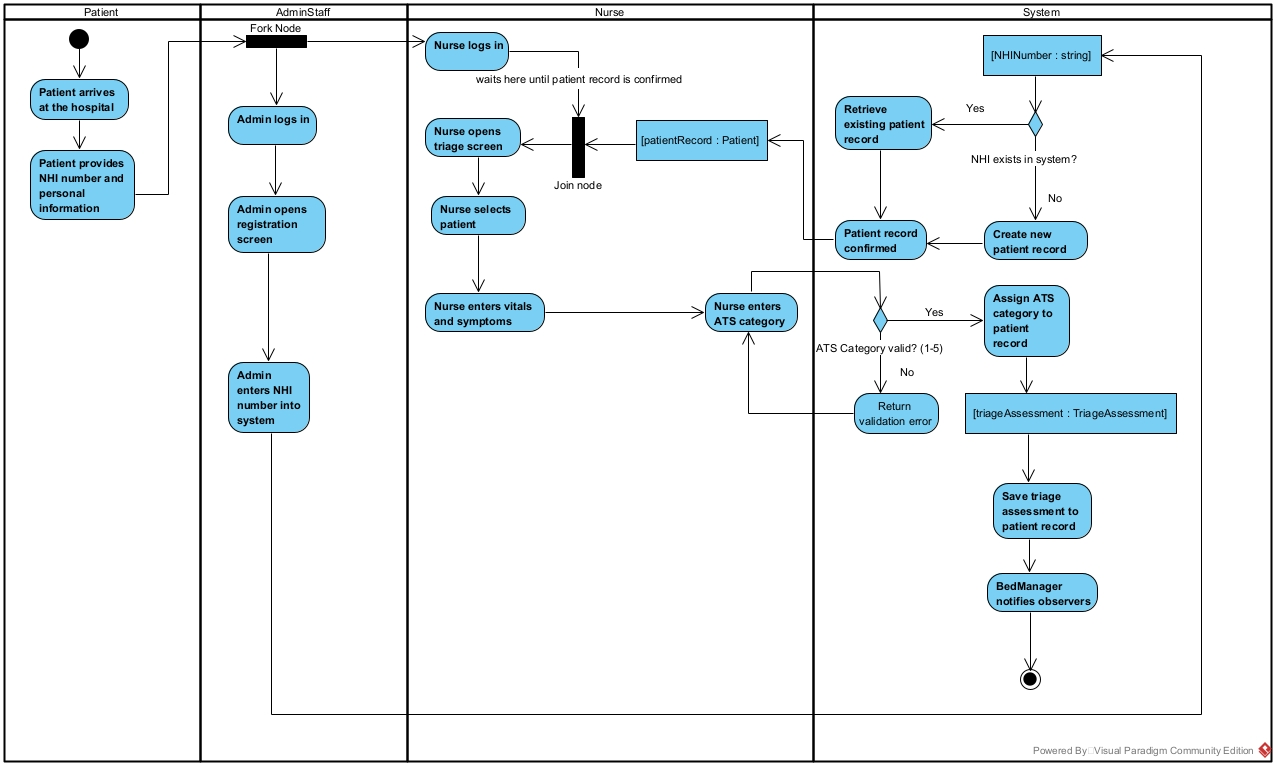 Patient
AdminStaff
Nurse
System
Fork Node
Patient arrives
at the hospital
Patient provides
NHI number and
personal
information
Admin logs in
Admin opens
registration
screen
Admin
enters NHI
number into
system
Nurse logs in
waits here until patient record is confirmed
Nurse opens
triage screen
[patientRecord : Patient]
Join node
Nurse selects
patient
Nurse enters vitals
and symptoms
Nurse enters
ATS category
[NHINumber : string]
Yes
Retrieve
existing patient
record
NHI exists in system?
No
Patient record
confirmed
Create new
patient record
Assign ATS
category to
patient
record
Yes
ATS Category valid? (1-5)
No
Return
validation error
[triageAssessment : TriageAssessment]
Save triage
assessment to
patient record
BedManager
notifies observers
Powered By Visual Paradigm Community Edition